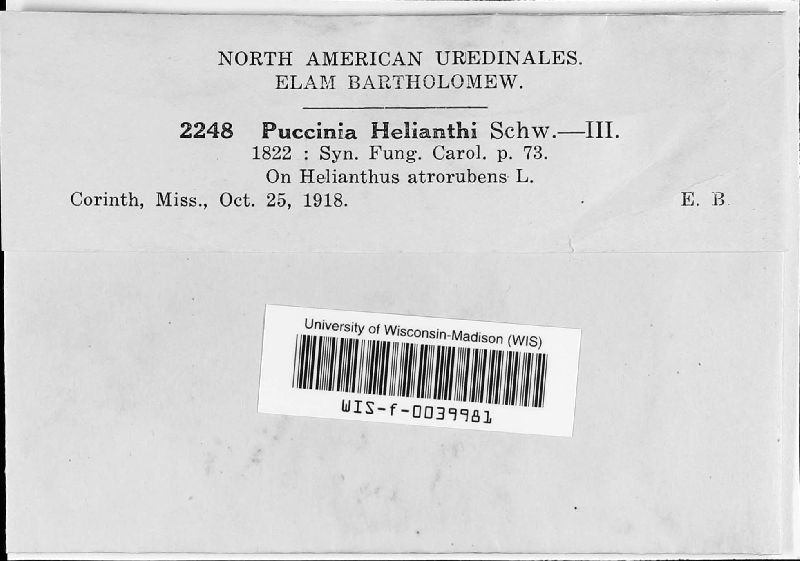 NORTH AMERICAN UREDINALES.
ELAM BARTHOLOMEW.
2248 Puccinia Helianthi Schw.—III.
1822 : Syn. Fung. Carol. p. 73.
On Helianthus atrorubens L.
Corinth, Miss., Oct. 25, 1918. E. B.
University of Wisconsin-Madison (WIS)
WIS-f-0039981